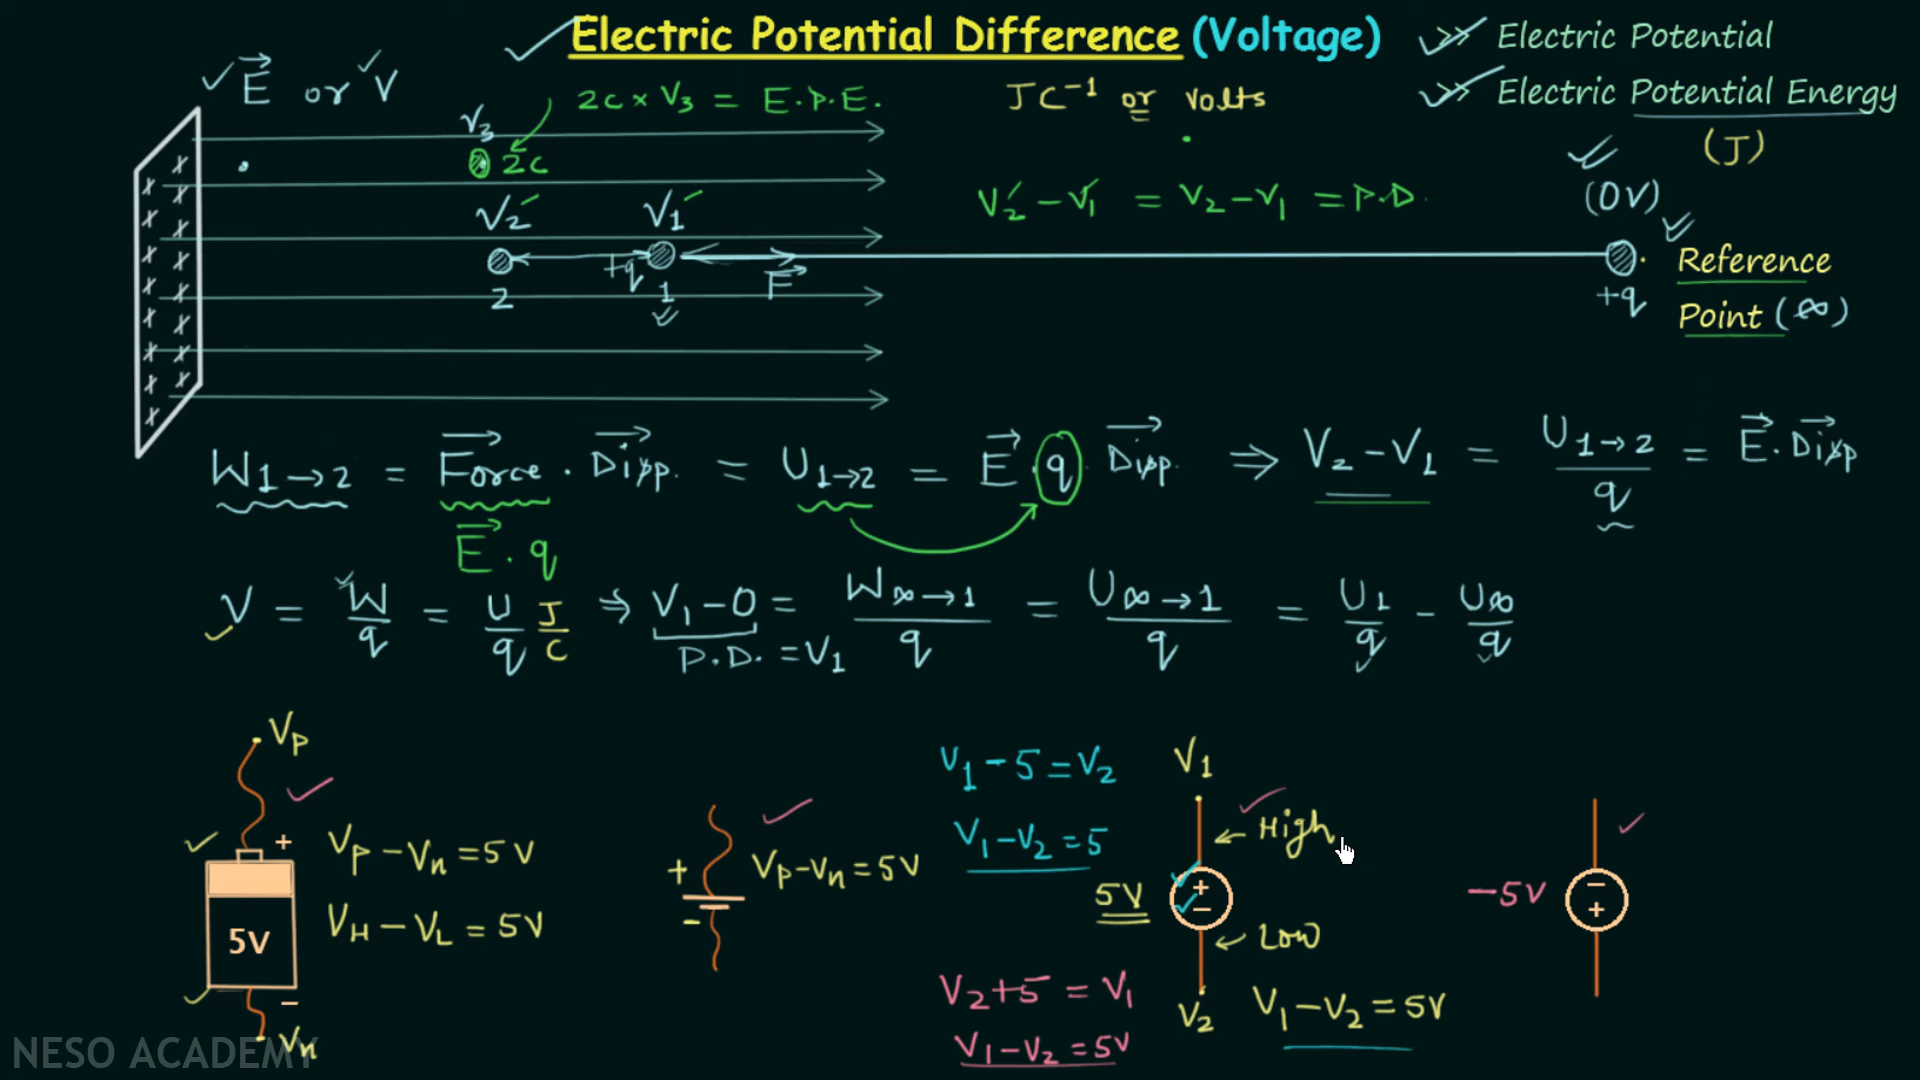 Electric Potential Difference (Voltage)
Electric Potential
Electric Potential Energy
(J)
E or V
2C × V3 = E.P.E.
JC⁻¹ or volts
V3
2C
V2 V1
V2 − V1 = V2 − V1 = P.D.
(0V)
+q
2 1
F
+q
Reference
Point (∞)
W1→2 = Force . Disp. = U1→2 = E . q Disp. ⇒ V2 − V1 = U1→2 / q = E . Disp
E . q
V = W/q = U/q J/C ⇒ V1 − 0 = W∞→1 / q = U∞→1 / q = U1/q − U∞/q
P.D. = V1
Vp
+
5V
−
Vn
Vp − Vn = 5V
VH − VL = 5V
+
−
Vp − Vn = 5V
V1 − 5 = V2
V1 − V2 = 5
V1
High
5V
+
−
Low
V2
V2 + 5 = V1
V1 − V2 = 5V
V1 − V2 = 5V
−5V
−
+
NESO ACADEMY